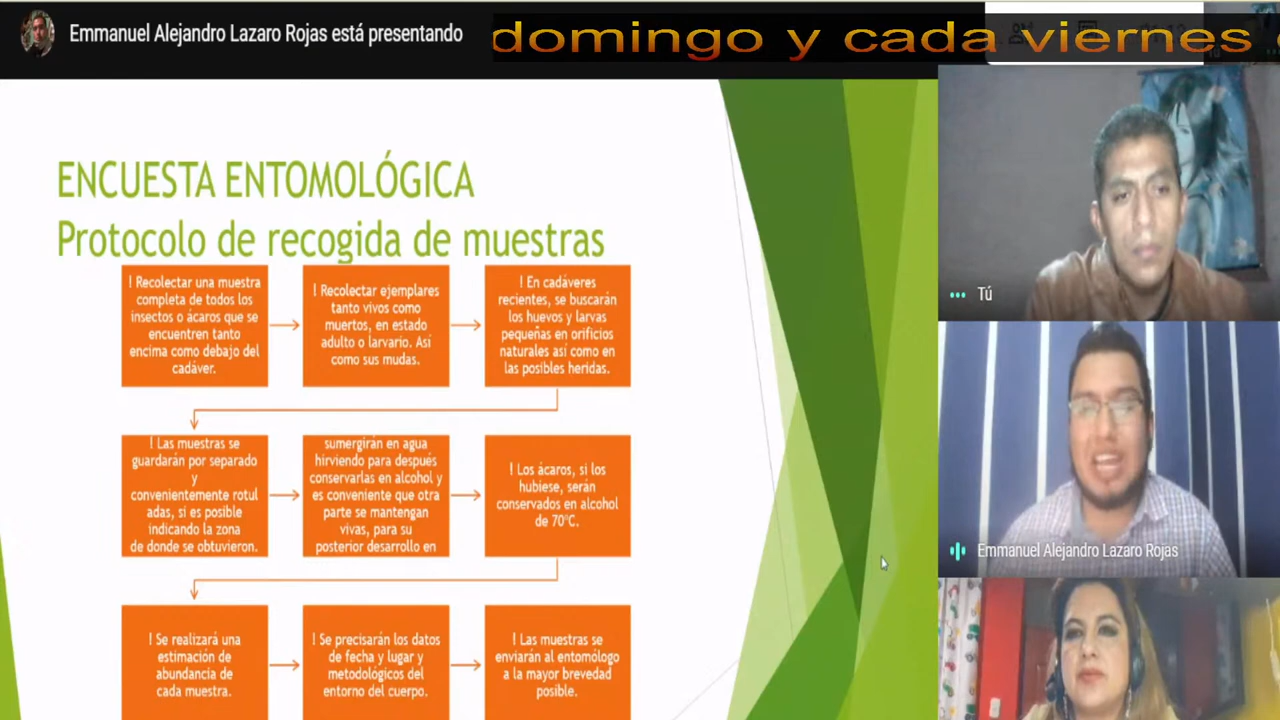 Emmanuel Alejandro Lazaro Rojas está presentando
domingo y cada viernes
ENCUESTA ENTOMOLÓGICA
Protocolo de recogida de muestras
! Recolectar una muestra
completa de todos los
insectos o ácaros que se
encuentren tanto
encima como debajo del
cadáver.
! Recolectar ejemplares
tanto vivos como
muertos, en estado
adulto o larvario. Así
como sus mudas.
! En cadáveres
recientes, se buscarán
los huevos y larvas
pequeñas en orificios
naturales así como en
las posibles heridas.
! Las muestras se
guardarán por separado
y
convenientemente rotul
adas, si es posible
indicando la zona
de donde se obtuvieron.
sumergirán en agua
hirviendo para después
conservarlas en alcohol y
es conveniente que otra
parte se mantengan
vivas, para su
posterior desarrollo en
! Los ácaros, si los
hubiese, serán
conservados en alcohol
de 70ºC.
! Se realizará una
estimación de
abundancia de
cada muestra.
! Se precisarán los datos
de fecha y lugar y
metodológicos del
entorno del cuerpo.
! Las muestras se
enviarán al entomólogo
a la mayor brevedad
posible.
Tú
Emmanuel Alejandro Lazaro Rojas